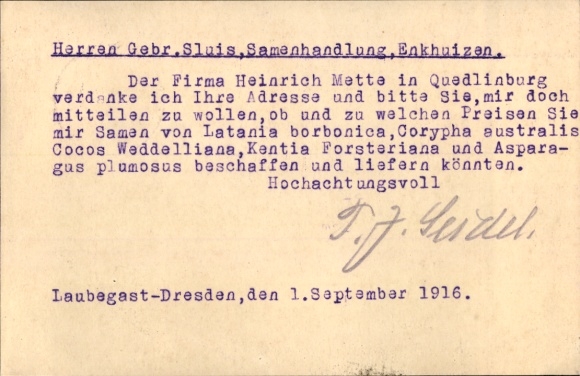 Herren Gebr.Sluis,Samenhandlung,Enkhuizen.
Der Firma Heinrich Mette in Quedlinburg
verdanke ich Ihre Adresse und bitte Sie,mir doch
mitteilen zu wollen,ob und zu welchen Preisen Sie
mir Samen von Latania borbonica,Corypha australis
Cocos Weddelliana,Kentia Forsteriana und Aspara-
gus plumosus beschaffen und liefern könnten.
Hochachtungsvoll
T. J. Seidel.
Laubegast-Dresden,den 1.September 1916.